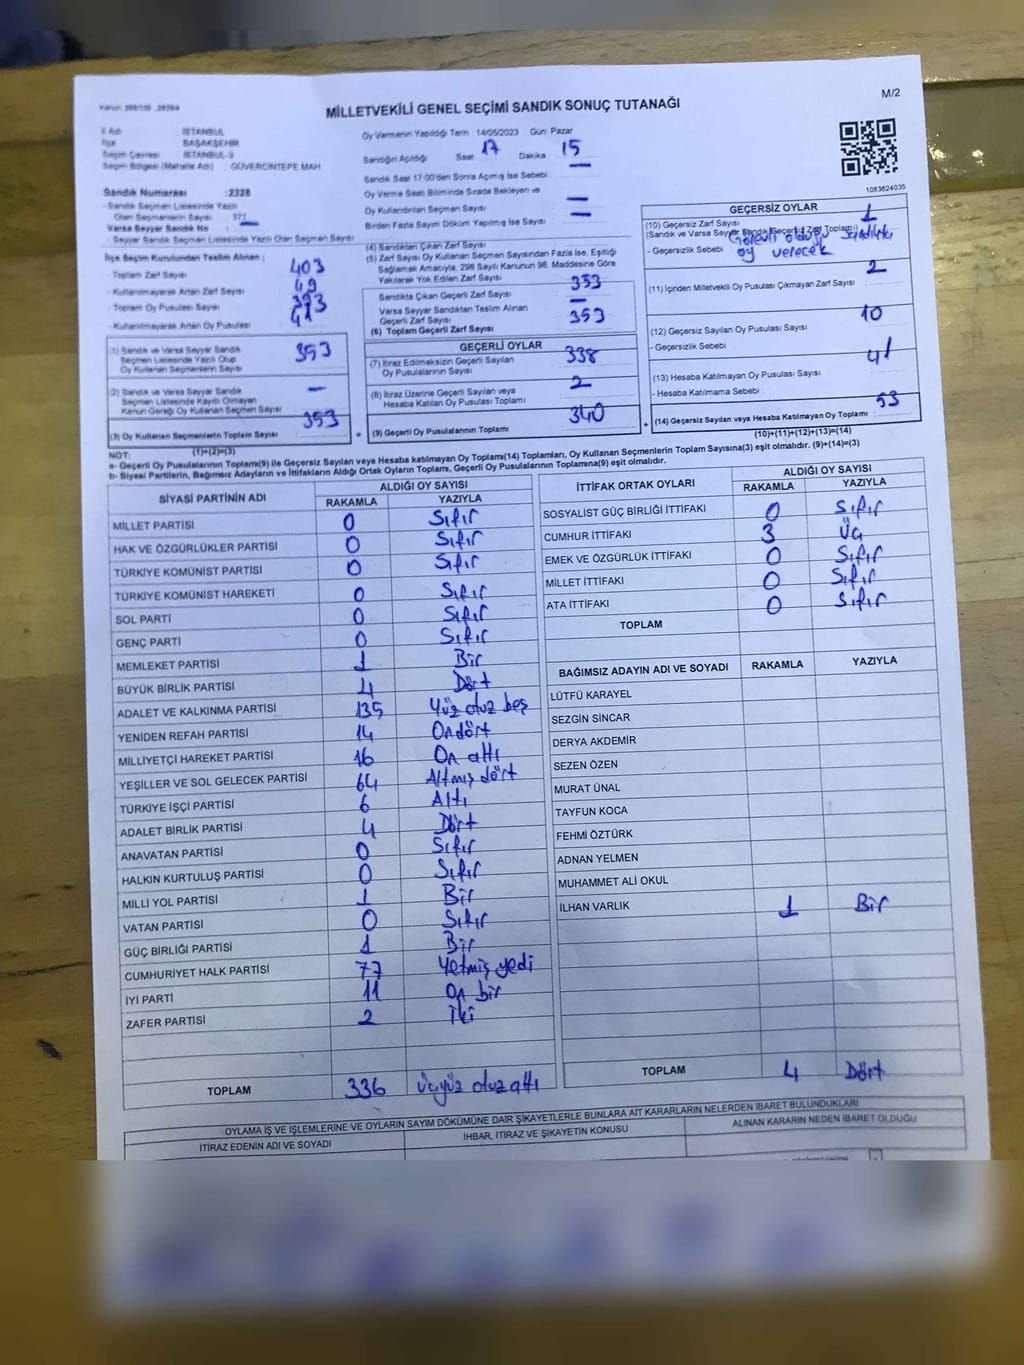 M/2
MİLLETVEKİLİ GENEL SEÇİMİ SANDIK SONUÇ TUTANAĞI
İl Adı İSTANBUL
İlçe BAŞAKŞEHİR
Seçim Çevresi İSTANBUL-3
Seçim Bölgesi (Mahalle Adı) GÜVERCİNTEPE MAH.
Sandık Numarası :2328
- Sandık Seçmen Listesinde Yazılı
Olan Seçmenlerin Sayısı : 377
Varsa Seyyar Sandık No : —
- Seyyar Sandık Seçmen Listesinde Yazılı Olan Seçmen Sayısı :
İlçe Seçim Kurulundan Teslim Alınan ;
- Toplam Zarf Sayısı 403
- Kullanılmayarak Artan Zarf Sayısı 49
- Toplam Oy Pusulası Sayısı
- Kullanılmayarak Artan Oy Pusulası
Oy Vermenin Yapıldığı Tarih : 14/05/2023 Gün: Pazar
Sandığın Açıldığı Saat 17 Dakika 15
Sandık Saat 17:00'den Sonra Açılmış İse Sebebi —
Oy Verme Saati Bitiminde Sırada Bekleyen ve
Oy Kullandırılan Seçmen Sayısı —
Birden Fazla Sayım Döküm Yapılmış İse Sayısı —
(4) Sandıktan Çıkan Zarf Sayısı
(5) Zarf Sayısı Oy Kullanan Seçmen Sayısından Fazla İse, Eşitliği
Sağlamak Amacıyla, 298 Sayılı Kanunun 98. Maddesine Göre
Yakılarak Yok Edilen Zarf Sayısı
Sandıkta Çıkan Geçerli Zarf Sayısı 353
Varsa Seyyar Sandıktan Teslim Alınan
Geçerli Zarf Sayısı —
(6) Toplam Geçerli Zarf Sayısı 353
1083624035
GEÇERSİZ OYLAR
(10) Geçersiz Zarf Sayısı 1
(Sandık ve Varsa Seyyar Sandık Geçersiz Zarf Toplamı)
- Geçersizlik Sebebi : Görevli olduğu sandıkta
oy verecek
(11) İçinden Milletvekili Oy Pusulası Çıkmayan Zarf Sayısı 2
(12) Geçersiz Sayılan Oy Pusulası Sayısı 10
- Geçersizlik Sebebi
(13) Hesaba Katılmayan Oy Pusulası Sayısı
- Hesaba Katılmama Sebebi :
(14) Geçersiz Sayılan veya Hesaba Katılmayan Oy Toplamı 53
(10)+(11)+(12)+(13)=(14)
(1) Sandık ve Varsa Seyyar Sandık
Seçmen Listesinde Yazılı Olup
Oy Kullanan Seçmenlerin Sayısı 353
(2) Sandık ve Varsa Seyyar Sandık
Seçmen Listesinde Kayıtlı Olmayan
Kanun Gereği Oy Kullanan Seçmen Sayısı —
(3) Oy Kullanan Seçmenlerin Toplam Sayısı 353
(1)+(2)=(3)
GEÇERLİ OYLAR
(7) İtiraz Edilmeksizin Geçerli Sayılan
Oy Pusulalarının Sayısı 338
(8) İtiraz Üzerine Geçerli Sayılan veya
Hesaba Katılan Oy Pusulası Toplamı 2
= (9) Geçerli Oy Pusulalarının Toplamı 340 +
NOT:
a- Geçerli Oy Pusulalarının Toplamı(9) ile Geçersiz Sayılan veya Hesaba katılmayan Oy Toplamı(14) Toplamları, Oy Kullanan Seçmenlerin Toplam Sayısına(3) eşit olmalıdır. (9)+(14)=(3)
b- Siyasi Partilerin, Bağımsız Adayların ve İttifakların Aldığı Ortak Oyların Toplamı, Geçerli Oy Pusulalarının Toplamına(9) eşit olmalıdır.
SİYASİ PARTİNİN ADI ALDIĞI OY SAYISI
RAKAMLA YAZIYLA
MİLLET PARTİSİ 0 Sıfır
HAK VE ÖZGÜRLÜKLER PARTİSİ 0 Sıfır
TÜRKİYE KOMÜNİST PARTİSİ 0 Sıfır
TÜRKİYE KOMÜNİST HAREKETİ 0 Sıfır
SOL PARTİ 0 Sıfır
GENÇ PARTİ 0 Sıfır
MEMLEKET PARTİSİ 1 Bir
BÜYÜK BİRLİK PARTİSİ 4 Dört
ADALET VE KALKINMA PARTİSİ 135 Yüz otuz beş
YENİDEN REFAH PARTİSİ 14 On dört
MİLLİYETÇİ HAREKET PARTİSİ 16 On altı
YEŞİLLER VE SOL GELECEK PARTİSİ 64 Altmış dört
TÜRKİYE İŞÇİ PARTİSİ 6 Altı
ADALET BİRLİK PARTİSİ 4 Dört
ANAVATAN PARTİSİ 0 Sıfır
HALKIN KURTULUŞ PARTİSİ 0 Sıfır
MİLLİ YOL PARTİSİ 1 Bir
VATAN PARTİSİ 0 Sıfır
GÜÇ BİRLİĞİ PARTİSİ 1 Bir
CUMHURİYET HALK PARTİSİ 77 Yetmiş yedi
İYİ PARTİ 11 On bir
ZAFER PARTİSİ 2 İki
TOPLAM 336 Üçyüz otuz altı
İTTİFAK ORTAK OYLARI ALDIĞI OY SAYISI
RAKAMLA YAZIYLA
SOSYALİST GÜÇ BİRLİĞİ İTTİFAKI 0 Sıfır
CUMHUR İTTİFAKI 3 Üç
EMEK VE ÖZGÜRLÜK İTTİFAKI 0 Sıfır
MİLLET İTTİFAKI 0 Sıfır
ATA İTTİFAKI 0 Sıfır
TOPLAM
BAĞIMSIZ ADAYIN ADI VE SOYADI RAKAMLA YAZIYLA
LÜTFÜ KARAYEL
SEZGİN SİNCAR
DERYA AKDEMİR
SEZEN ÖZEN
MURAT ÜNAL
TAYFUN KOCA
FEHMİ ÖZTÜRK
ADNAN YELMEN
MUHAMMET ALİ OKUL
İLHAN VARLIK 1 Bir
TOPLAM 4 Dört
OYLAMA İŞ VE İŞLEMLERİNE VE OYLARIN SAYIM DÖKÜMÜNE DAİR ŞİKAYETLERLE BUNLARA AİT KARARLARIN NELERDEN İBARET BULUNDUKLARI
İTİRAZ EDENİN ADI VE SOYADI İHBAR, İTİRAZ VE ŞİKAYETİN KONUSU ALINAN KARARIN NEDEN İBARET OLDUĞU